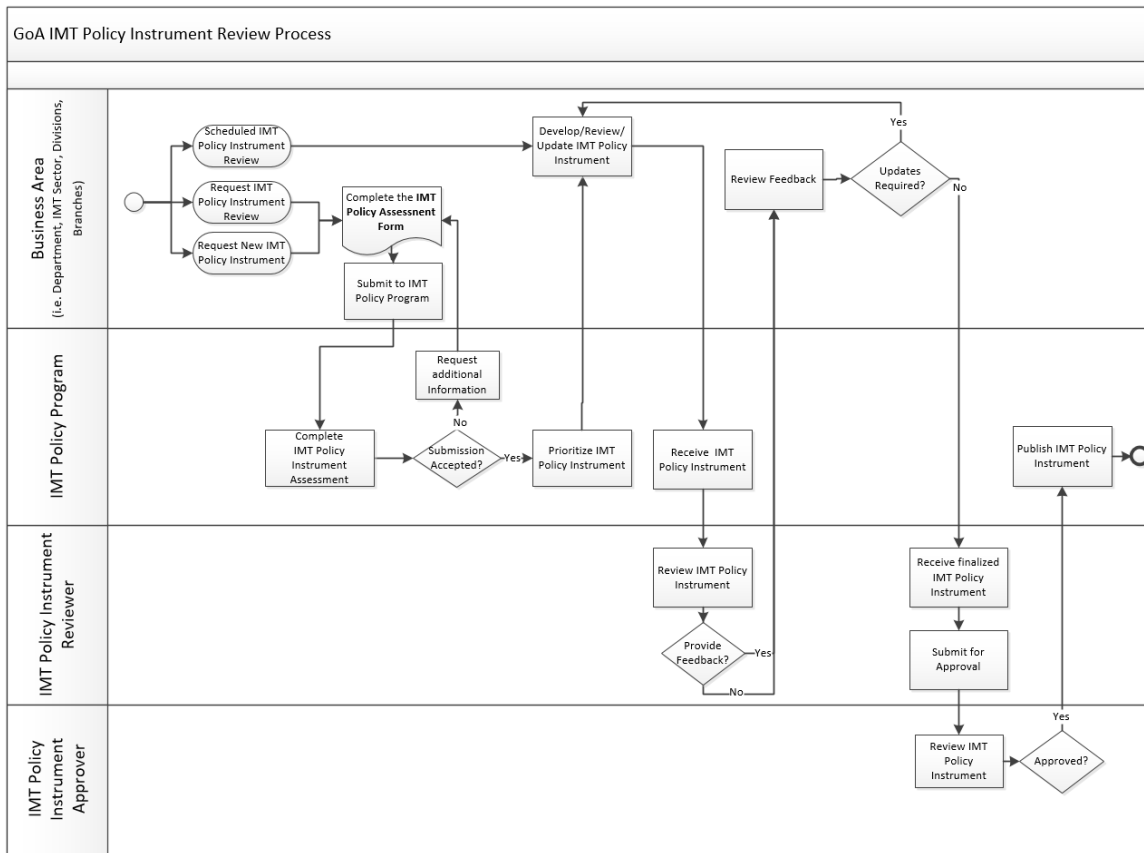 GoA IMT Policy Instrument Review Process
Business Area
(i.e. Department, IMT Sector, Divisions,
Branches)
Scheduled IMT
Policy Instrument
Review
Request IMT
Policy Instrument
Review
Request New IMT
Policy Instrument
Complete the IMT
Policy Assessnent
Form
Submit to IMT
Policy Program
Develop/Review/
Update IMT Policy
Instrument
Review Feedback
Updates
Required?
Yes
No
IMT Policy Program
Complete
IMT Policy
Instrument
Assessment
Request
additional
Information
No
Submission
Accepted?
Yes
Prioritize IMT
Policy Instrument
Receive IMT
Policy Instrument
Publish IMT Policy
Instrument
IMT Policy Instrument
Reviewer
Review IMT Policy
Instrument
Provide
Feedback?
Yes
No
Receive finalized
IMT Policy
Instrument
Submit for
Approval
IMT Policy
Instrument
Approver
Review IMT
Policy
Instrument
Approved?
Yes